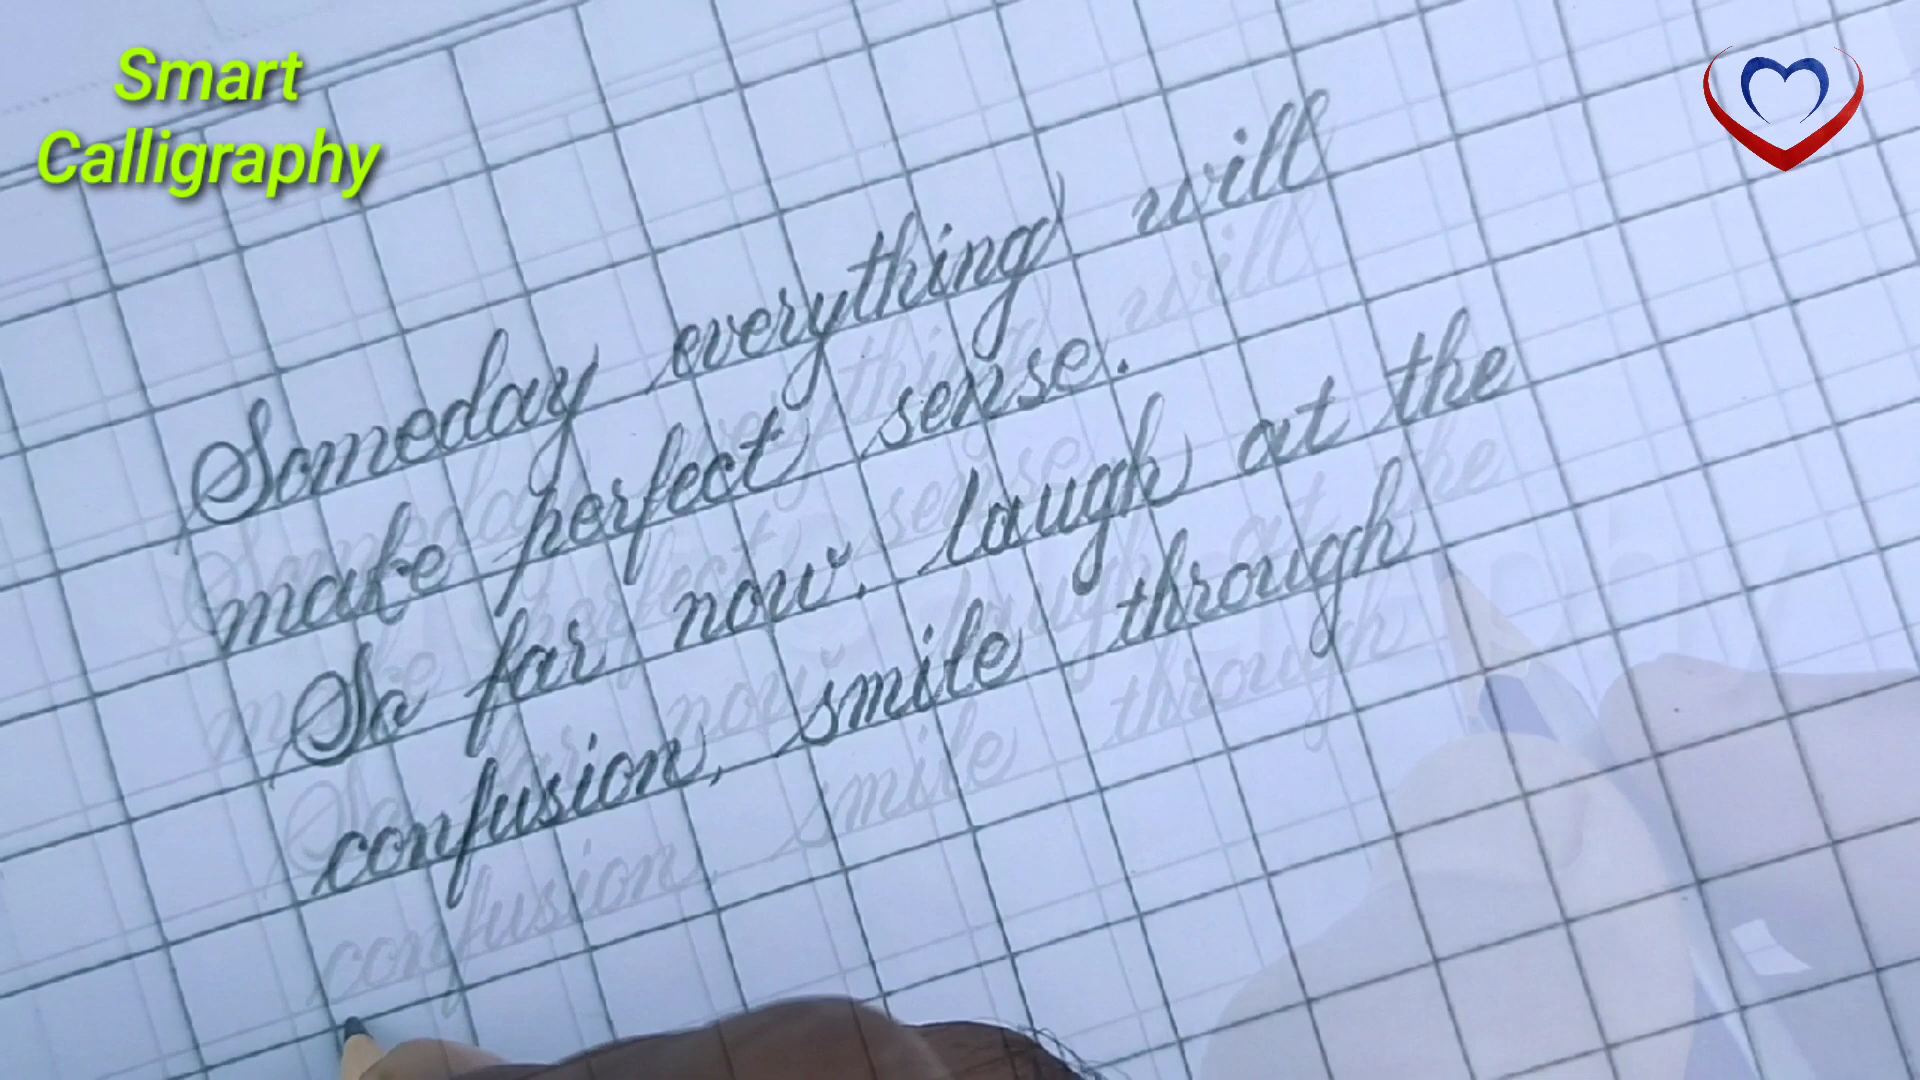 Smart
Calligraphy
Someday everything will
make perfect sense.
So far now. laugh at the
confusion, smile through